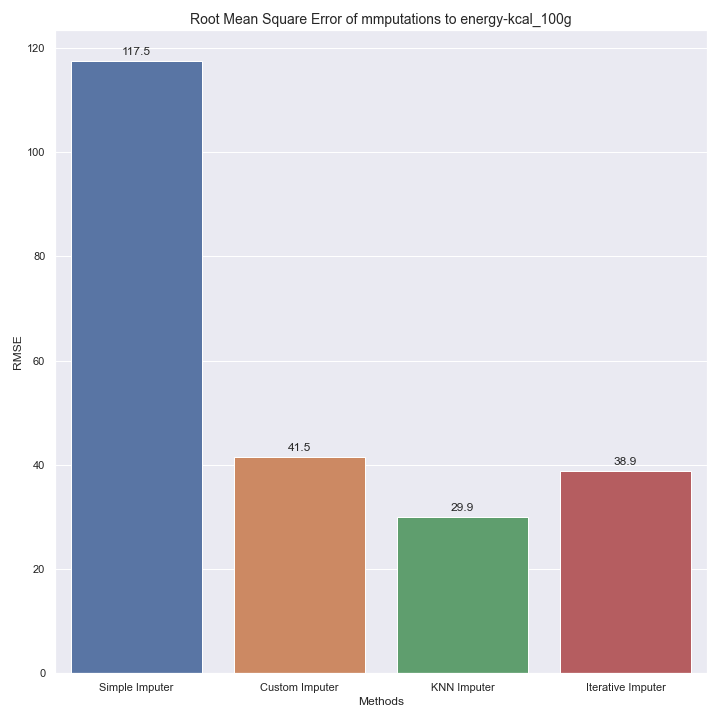 Root Mean Square Error of mmputations to energy-kcal_100g
120
100
80
60
40
20
0
RMSE
117.5
41.5
29.9
38.9
Simple Imputer
Custom Imputer
KNN Imputer
Iterative Imputer
Methods